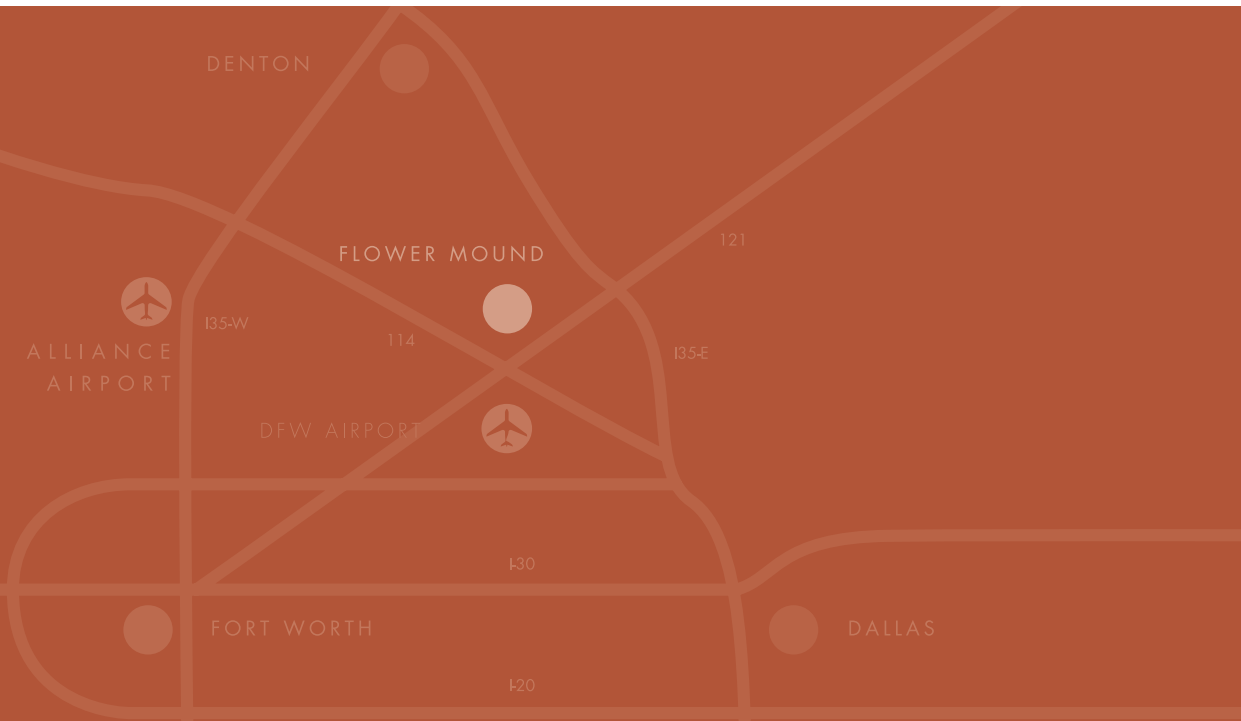 DENTON
FLOWER MOUND
121
I35-W
114
ALLIANCE
AIRPORT
I35-E
DFW AIRPORT
I-30
FORT WORTH
DALLAS
I-20